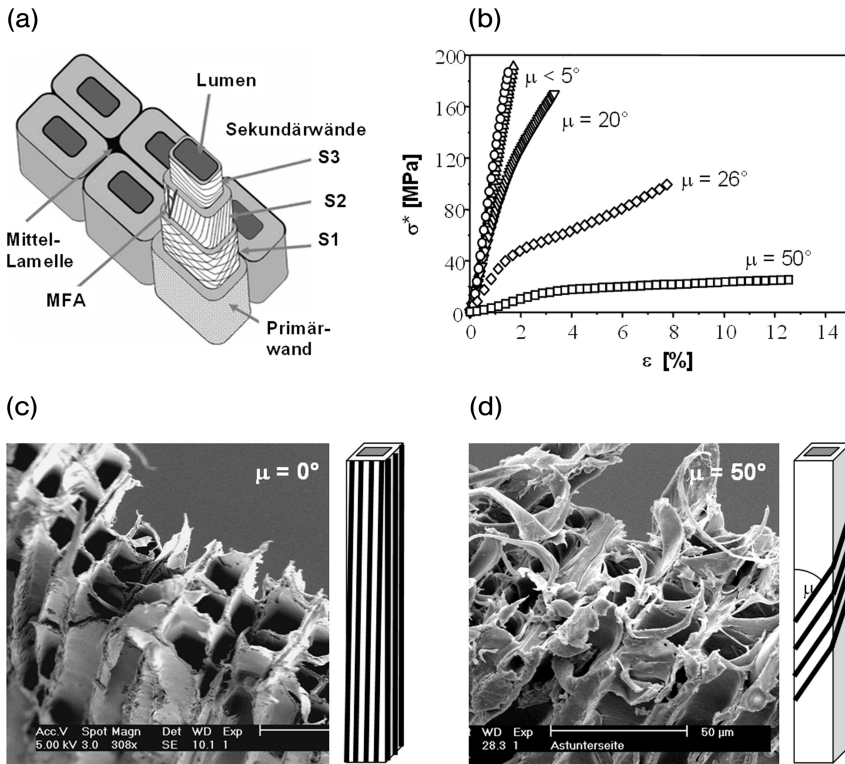 (a)
Lumen
Sekundärwände
S3
S2
S1
Mittel-
Lamelle
MFA
Primär-
wand
(b)
σ* [MPa]
200
160
120
80
40
0
0 2 4 6 8 10 12 14
ε [%]
μ < 5°
μ = 20°
μ = 26°
μ = 50°
(c)
μ = 0°
Acc.V Spot Magn Det WD Exp
5.00 kV 3.0 308x SE 10.1 1
(d)
μ = 50°
WD Exp
28.3 1 Astunterseite 50 μm
μ